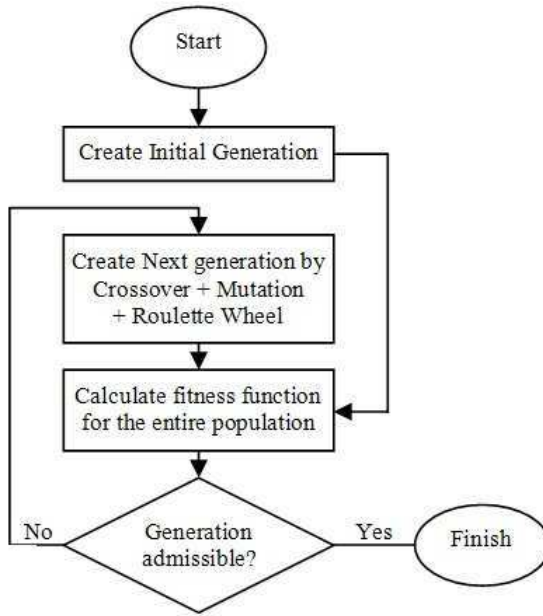 Start
Create Initial Generation
Create Next generation by
Crossover + Mutation
+ Roulette Wheel
Calculate fitness function
for the entire population
No
Generation
admissible?
Yes
Finish